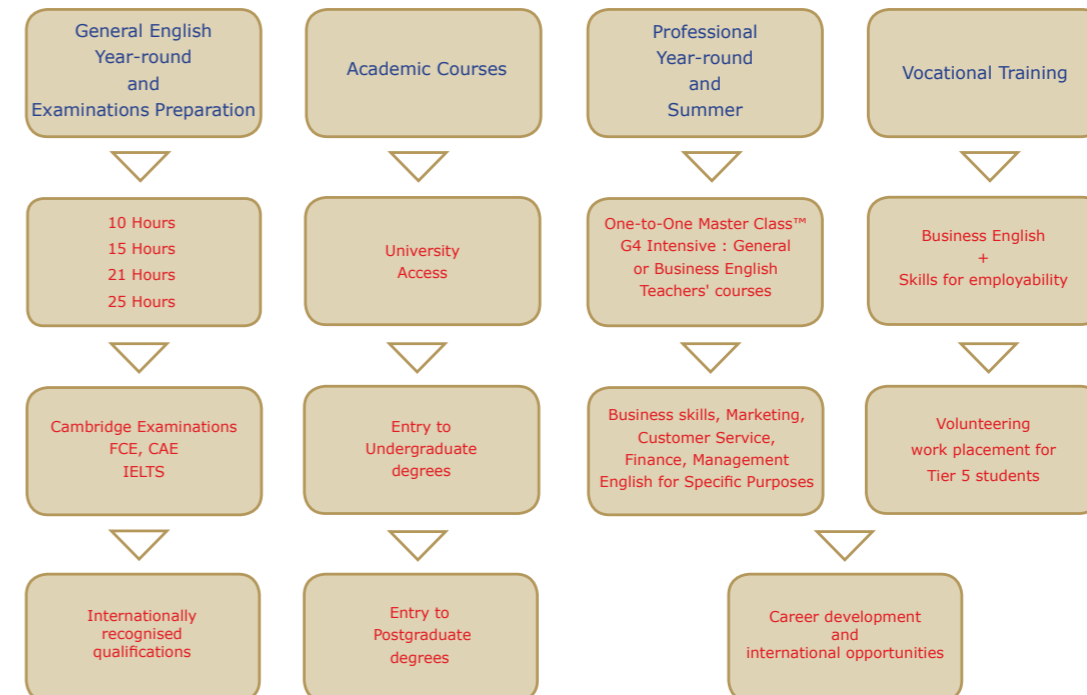 General English
Year-round
and
Examinations Preparation
Academic Courses
Professional
Year-round
and
Summer
Vocational Training
10 Hours
15 Hours
21 Hours
25 Hours
University
Access
One-to-One Master Class™
G4 Intensive : General
or Business English
Teachers' courses
Business English
+
Skills for employability
Cambridge Examinations
FCE, CAE
IELTS
Entry to
Undergraduate
degrees
Business skills, Marketing,
Customer Service,
Finance, Management
English for Specific Purposes
Volunteering
work placement for
Tier 5 students
Internationally
recognised
qualifications
Entry to
Postgraduate
degrees
Career development
and
international opportunities